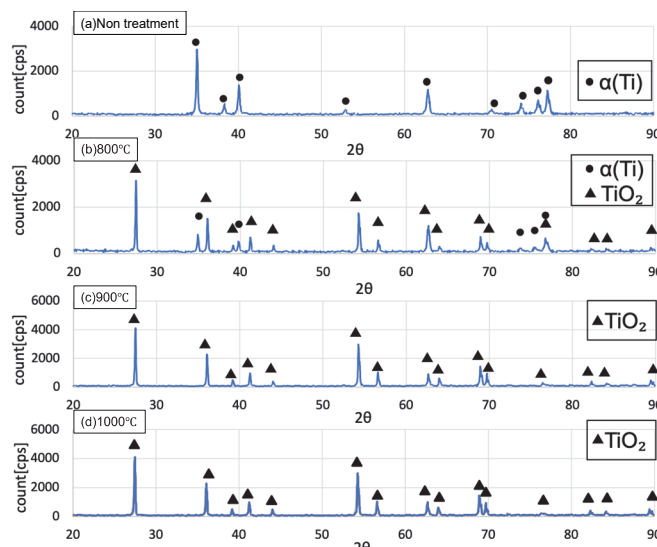 (a)Non treatment
4000
2000
0
count[cps]
● α(Ti)
20 30 40 50 60 70 80 90
2θ
(b)800℃
4000
2000
0
count[cps]
● α(Ti)
▲ TiO₂
20 30 40 50 60 70 80 90
2θ
(c)900℃
6000
4000
2000
0
count[cps]
▲TiO₂
20 30 40 50 60 70 80 90
2θ
(d)1000℃
6000
4000
2000
0
count[cps]
▲TiO₂
20 30 40 50 60 70 80 90
2θ